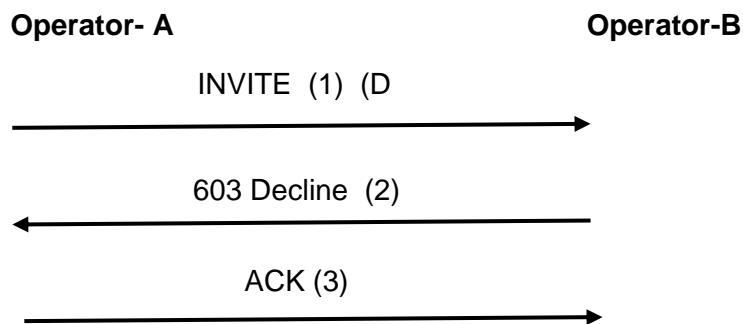 Operator- A Operator-B
INVITE (1) (D
603 Decline (2)
ACK (3)